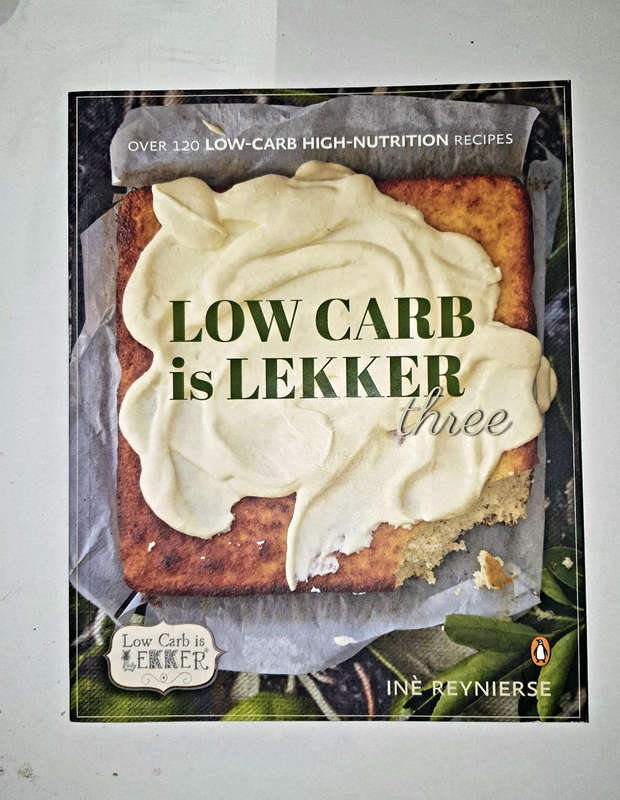 OVER 120 LOW-CARB HIGH-NUTRITION RECIPES
LOW CARB
is LEKKER
three
Low Carb is
LEKKER
INÈ REYNIERSE